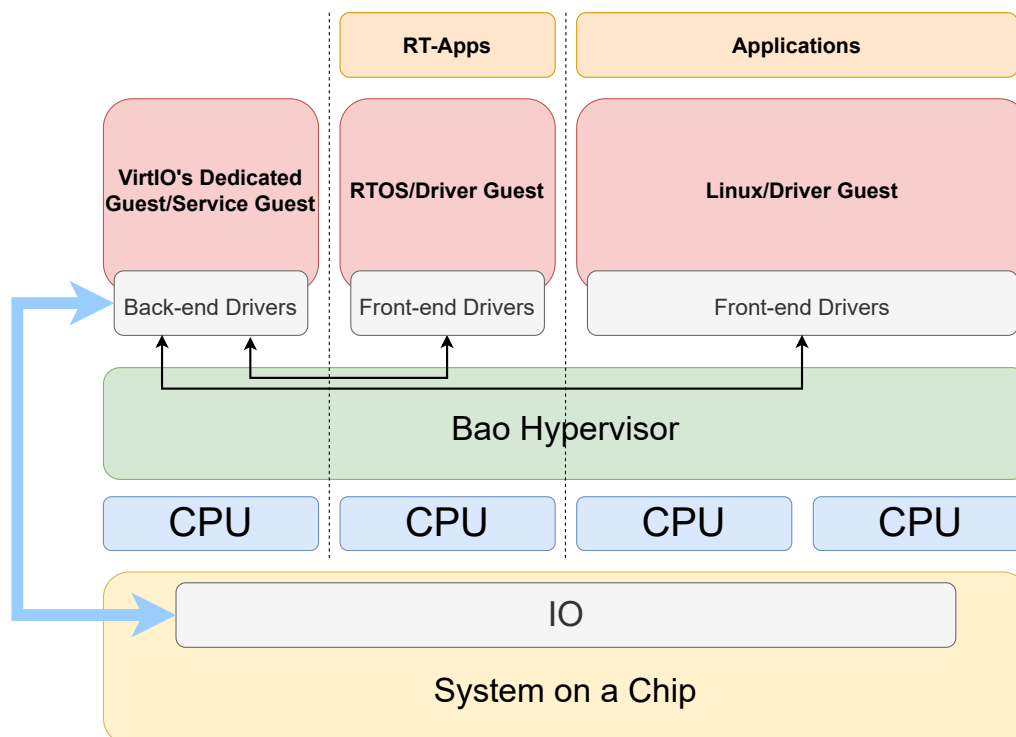 RT-Apps
Applications
VirtIO's Dedicated
Guest/Service Guest
RTOS/Driver Guest
Linux/Driver Guest
Back-end Drivers
Front-end Drivers
Front-end Drivers
Bao Hypervisor
CPU
CPU
CPU
CPU
IO
System on a Chip